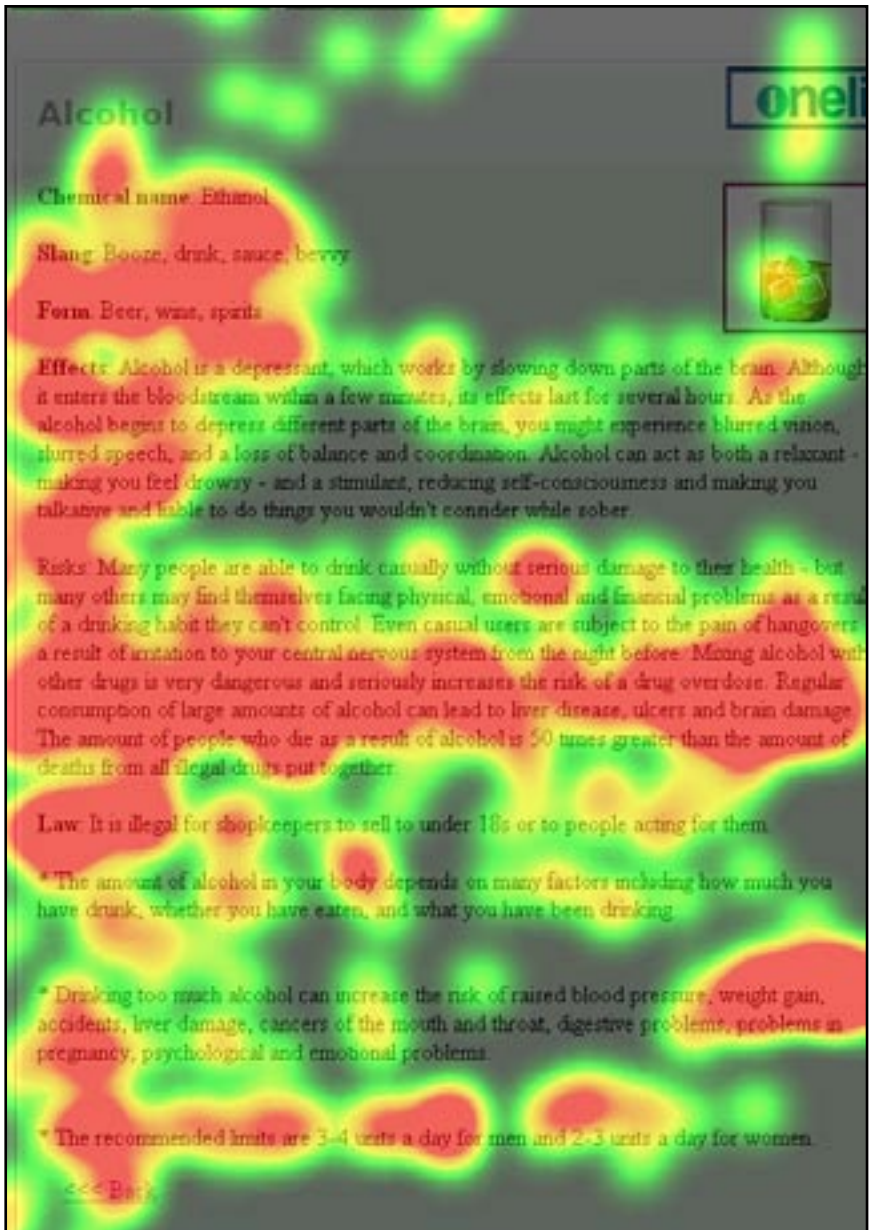 Alcohol
oneli
Chemical name: Ethanol
Slang: Booze, drink, sauce, bevvy
Form: Beer, wine, spirits
Effects: Alcohol is a depressant, which works by slowing down parts of the brain. Although
it enters the bloodstream within a few minutes, its effects last for several hours. As the
alcohol begins to depress different parts of the brain, you might experience blurred vision,
slurred speech, and a loss of balance and coordination. Alcohol can act as both a relaxant -
making you feel drowsy - and a stimulant, reducing self-consciousness and making you
talkative and liable to do things you wouldn't connder while sober.
Risks: Many people are able to drink casually without serious damage to their health - but
many others may find themselves facing physical, emotional and financial problems as a resul
of a drinking habit they can't control. Even casual users are subject to the pain of hangovers
a result of irritation to your central nervous system from the night before. Mixing alcohol with
other drugs is very dangerous and seriously increases the risk of a drug overdose. Regular
consumption of large amounts of alcohol can lead to liver disease, ulcers and brain damage.
The amount of people who die as a result of alcohol is 50 times greater than the amount of
deaths from all illegal drugs put together.
Law: It is illegal for shopkeepers to sell to under 18s or to people acting for them.
* The amount of alcohol in your body depends on many factors including how much you
have drunk, whether you have eaten, and what you have been drinking.
* Drinking too much alcohol can increase the risk of raised blood pressure, weight gain,
accidents, liver damage, cancers of the mouth and throat, digestive problems, problems in
pregnancy, psychological and emotional problems.
* The recommended limits are 3-4 units a day for men and 2-3 units a day for women.
<<< Back